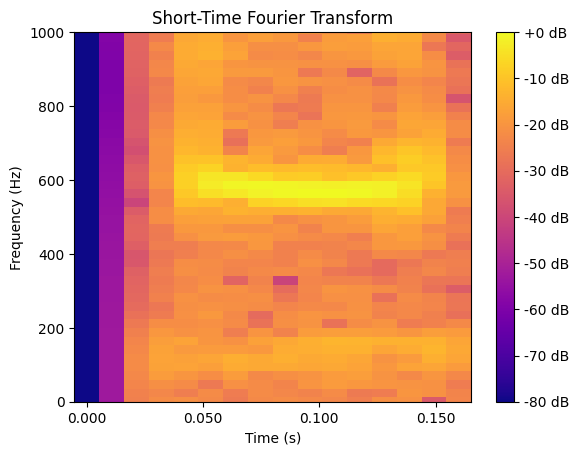 Short-Time Fourier Transform
Frequency (Hz)
1000
800
600
400
200
0
0.000
0.050
0.100
0.150
Time (s)
+0 dB
-10 dB
-20 dB
-30 dB
-40 dB
-50 dB
-60 dB
-70 dB
-80 dB